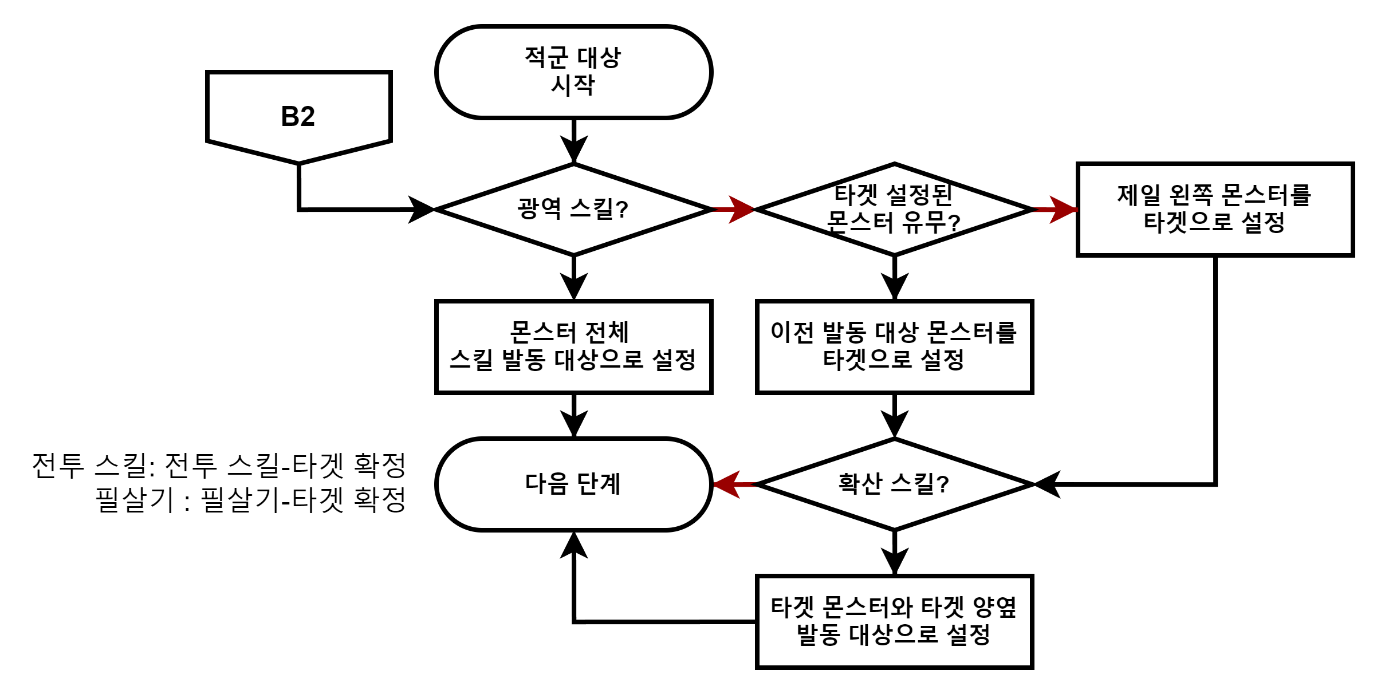 적군 대상
시작
B2
광역 스킬?
타겟 설정된
몬스터 유무?
제일 왼쪽 몬스터를
타겟으로 설정
몬스터 전체
스킬 발동 대상으로 설정
이전 발동 대상 몬스터를
타겟으로 설정
전투 스킬: 전투 스킬-타겟 확정
필살기 : 필살기-타겟 확정
다음 단계
확산 스킬?
타겟 몬스터와 타겟 양옆
발동 대상으로 설정